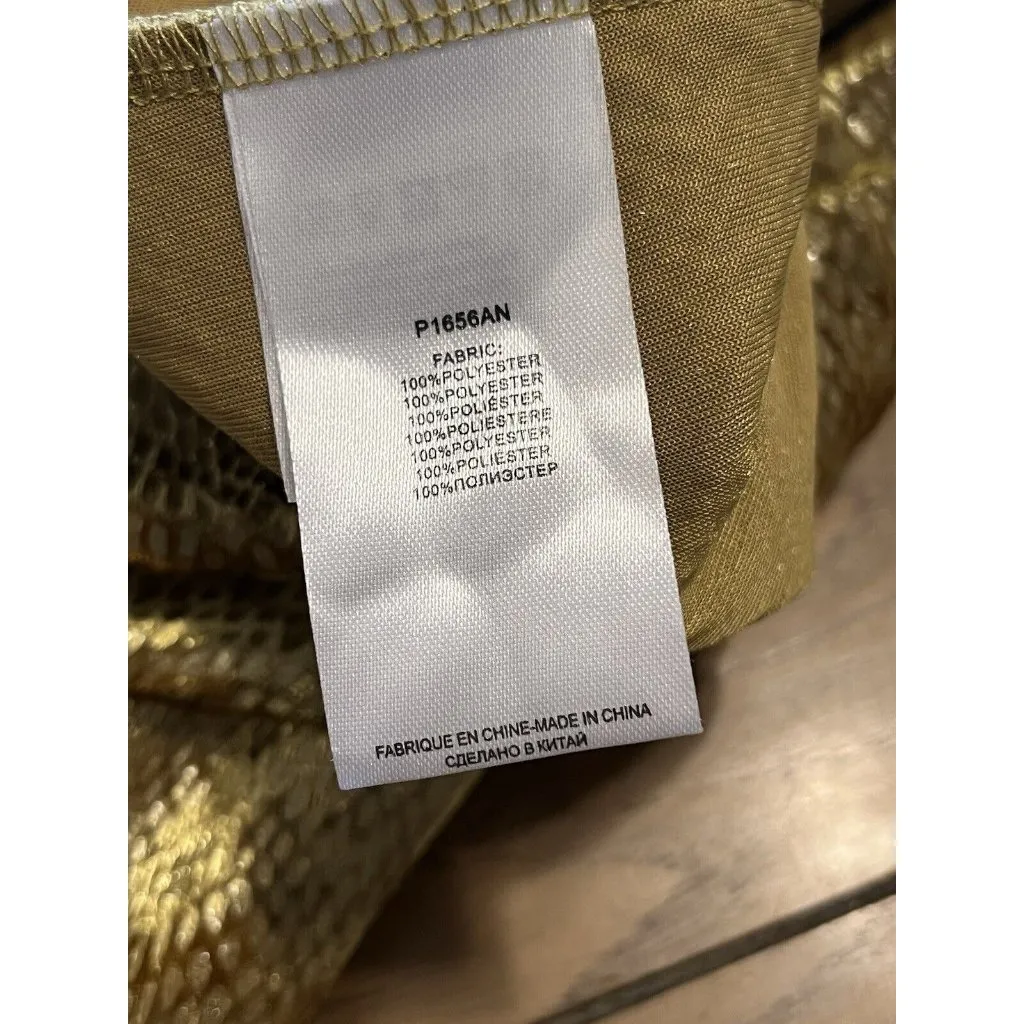 P1656AN
FABRIC:
100%POLYESTER
100%POLYESTER
100%POLIÉSTER
100%POLIESTERE
100%POLYESTER
100%POLIÉSTER
100%ПОЛИЭСТЕР
FABRIQUE EN CHINE-MADE IN CHINA
СДЕЛАНО В КИТАЙ